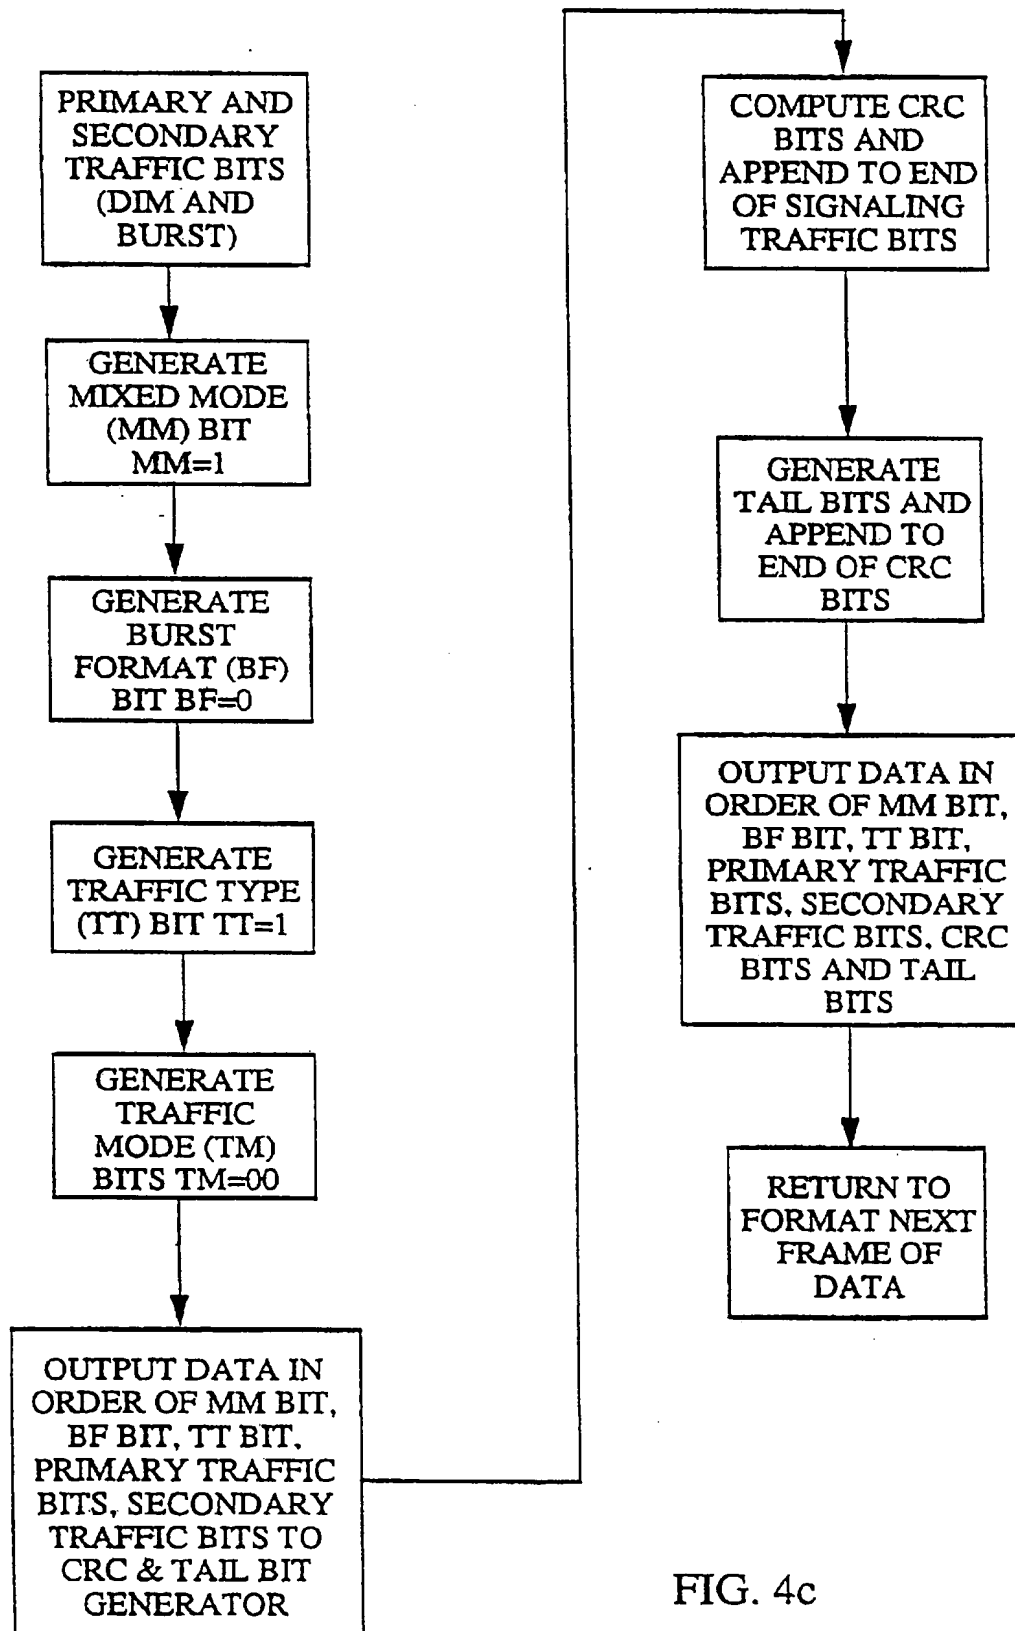 PRIMARY AND
SECONDARY
TRAFFIC BITS
(DIM AND
BURST)
GENERATE
MIXED MODE
(MM) BIT
MM=1
GENERATE
BURST
FORMAT (BF)
BIT BF=0
GENERATE
TRAFFIC TYPE
(TT) BIT TT=1
GENERATE
TRAFFIC
MODE (TM)
BITS TM=00
OUTPUT DATA IN
ORDER OF MM BIT,
BF BIT, TT BIT,
PRIMARY TRAFFIC
BITS, SECONDARY
TRAFFIC BITS TO
CRC & TAIL BIT
GENERATOR
COMPUTE CRC
BITS AND
APPEND TO END
OF SIGNALING
TRAFFIC BITS
GENERATE
TAIL BITS AND
APPEND TO
END OF CRC
BITS
OUTPUT DATA IN
ORDER OF MM BIT,
BF BIT, TT BIT,
PRIMARY TRAFFIC
BITS, SECONDARY
TRAFFIC BITS, CRC
BITS AND TAIL
BITS
RETURN TO
FORMAT NEXT
FRAME OF
DATA
FIG. 4c